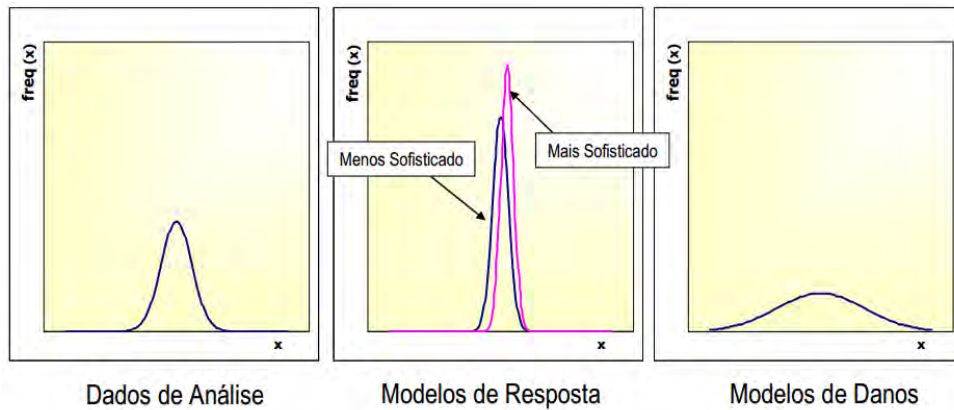 freq (x)
x
Dados de Análise
freq (x)
Menos Sofisticado
Mais Sofisticado
x
Modelos de Resposta
freq (x)
x
Modelos de Danos